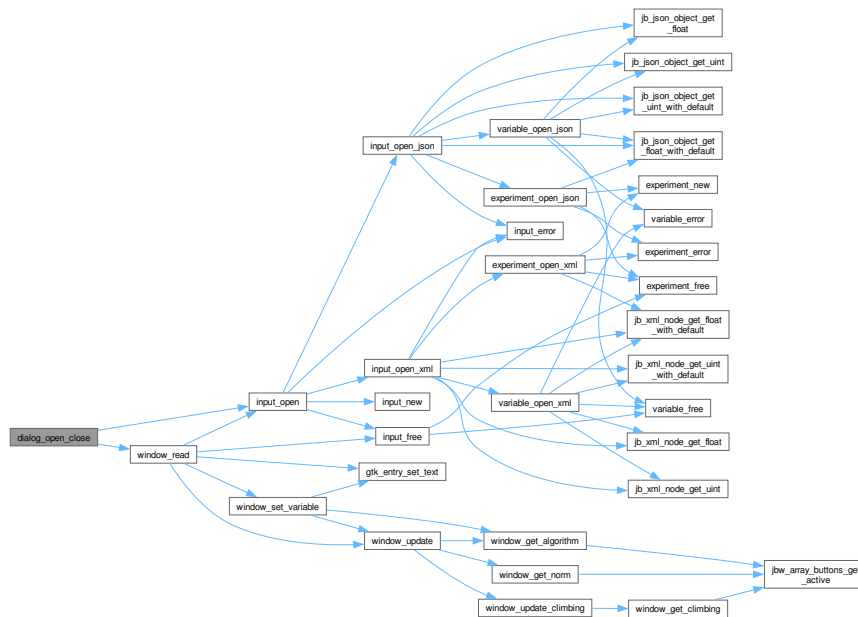 jb_json_object_get
_float
jb_json_object_get_uint
jb_json_object_get
_uint_with_default
variable_open_json
input_open_json
jb_json_object_get
_float_with_default
experiment_new
experiment_open_json
variable_error
input_error
experiment_error
experiment_open_xml
experiment_free
jb_xml_node_get_float
_with_default
input_open_xml
jb_xml_node_get_uint
_with_default
input_open
input_new
variable_open_xml
variable_free
dialog_open_close
input_free
jb_xml_node_get_float
window_read
gtk_entry_set_text
jb_xml_node_get_uint
window_set_variable
window_update
window_get_algorithm
window_get_norm
jbw_array_buttons_get
_active
window_update_climbing
window_get_climbing